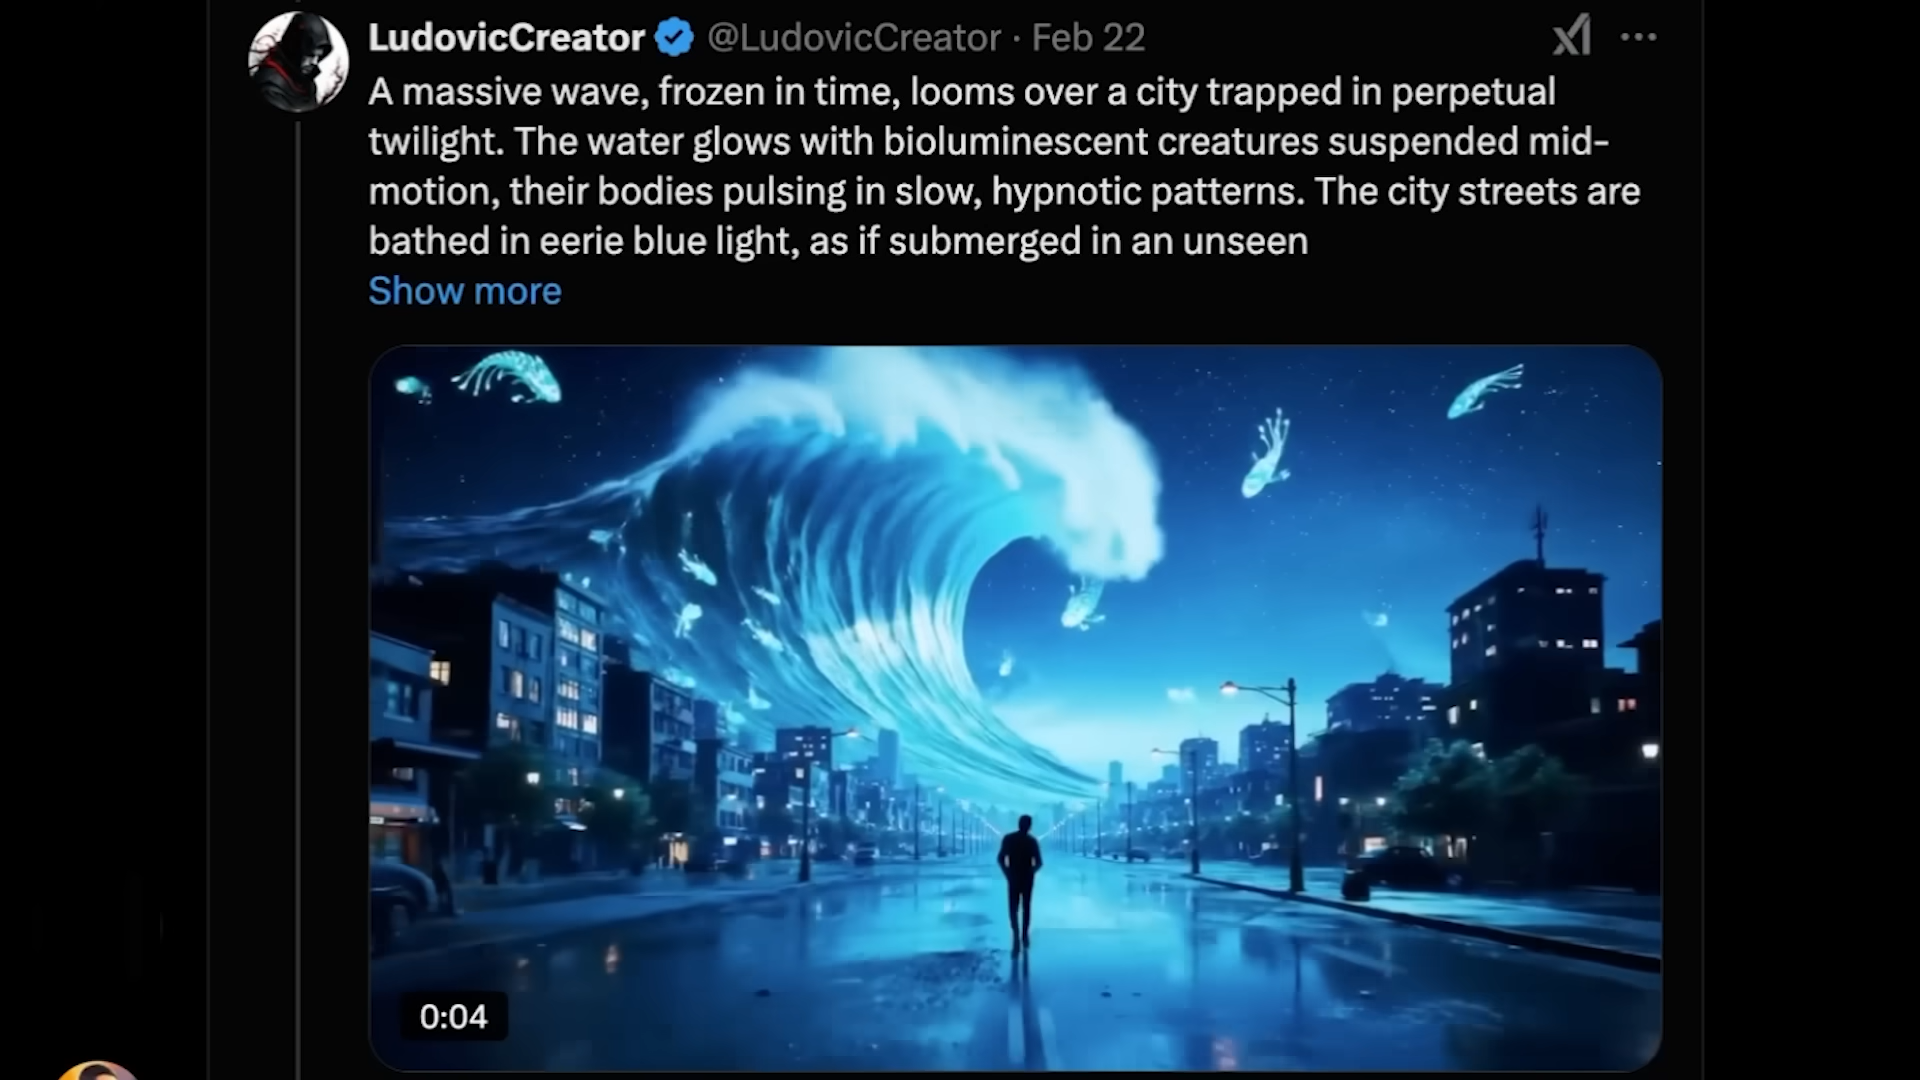 LudovicCreator @LudovicCreator · Feb 22
A massive wave, frozen in time, looms over a city trapped in perpetual
twilight. The water glows with bioluminescent creatures suspended mid-
motion, their bodies pulsing in slow, hypnotic patterns. The city streets are
bathed in eerie blue light, as if submerged in an unseen
Show more
0:04